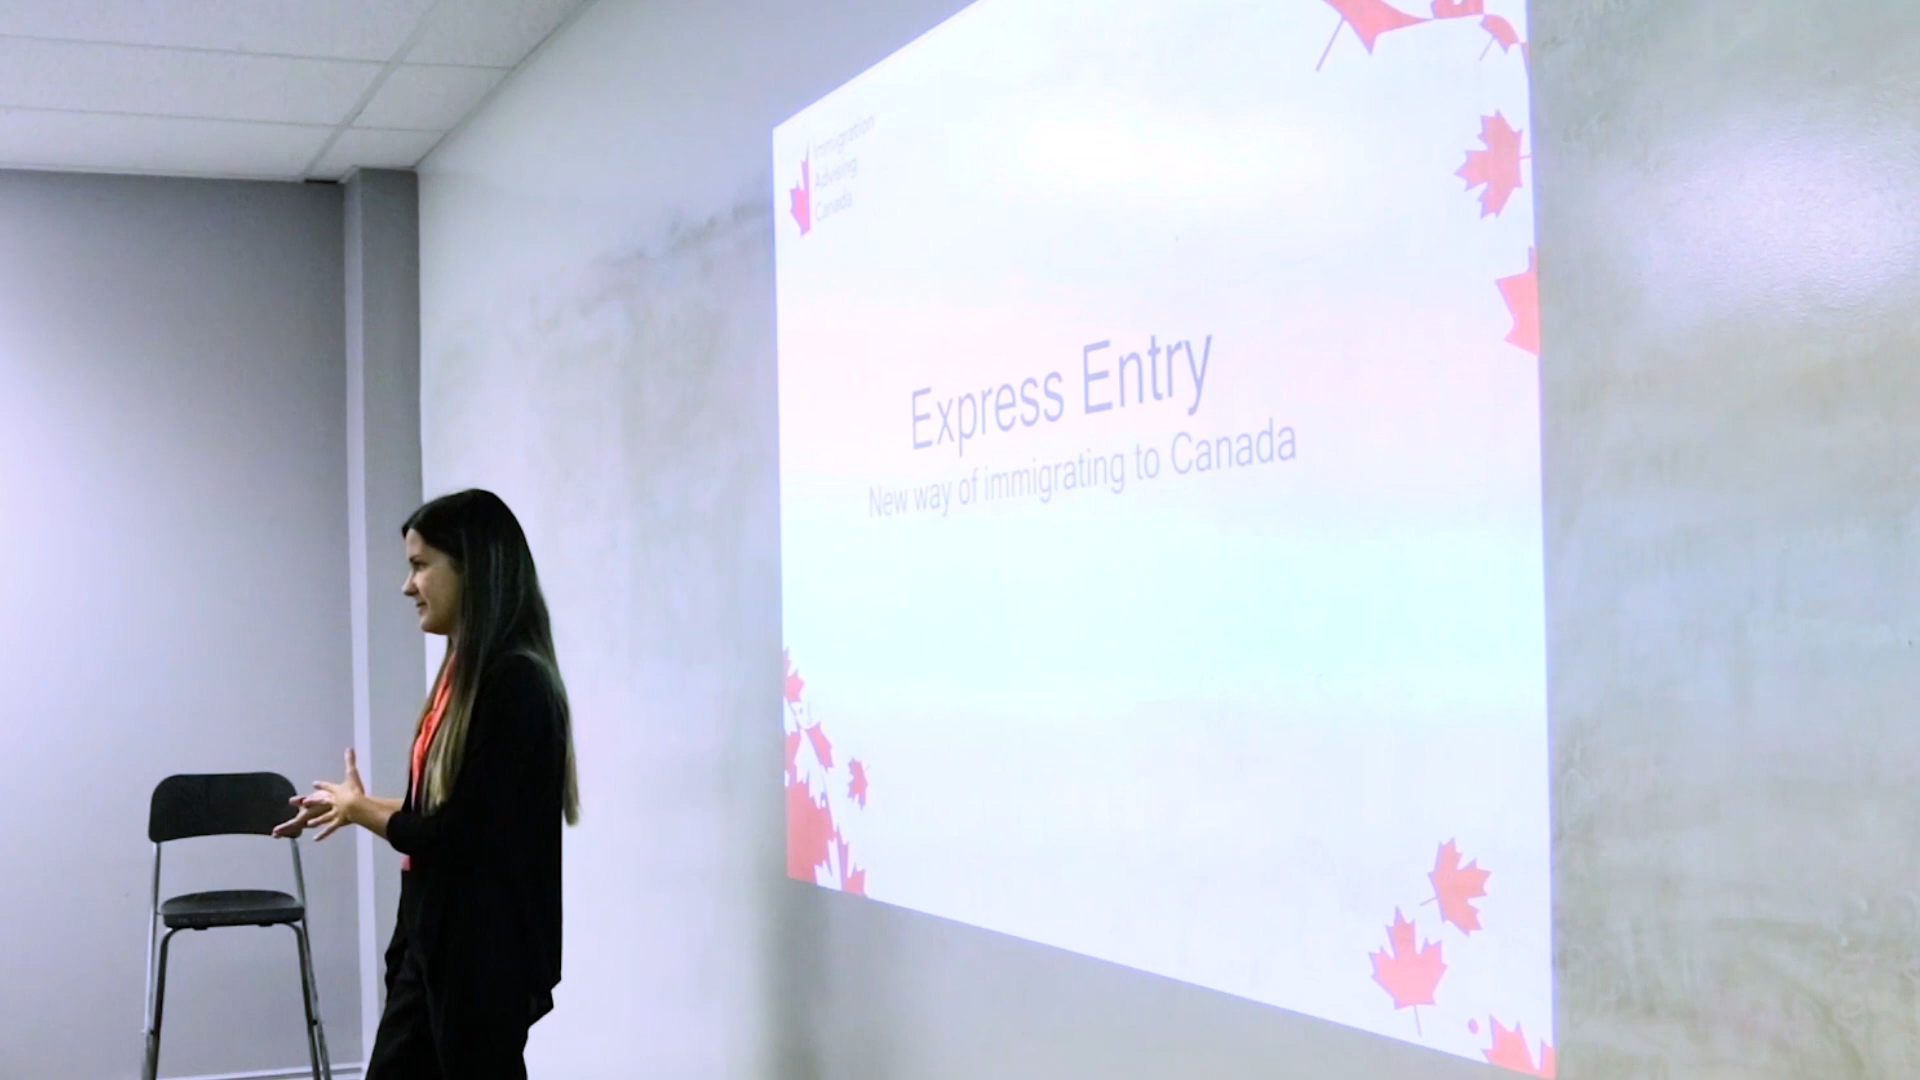 Immigration
Advising
Canada
Express Entry
New way of immigrating to Canada